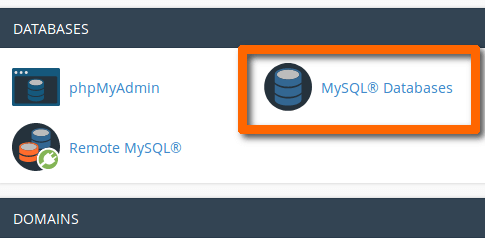 DATABASES
phpMyAdmin
MySQL® Databases
Remote MySQL®
DOMAINS